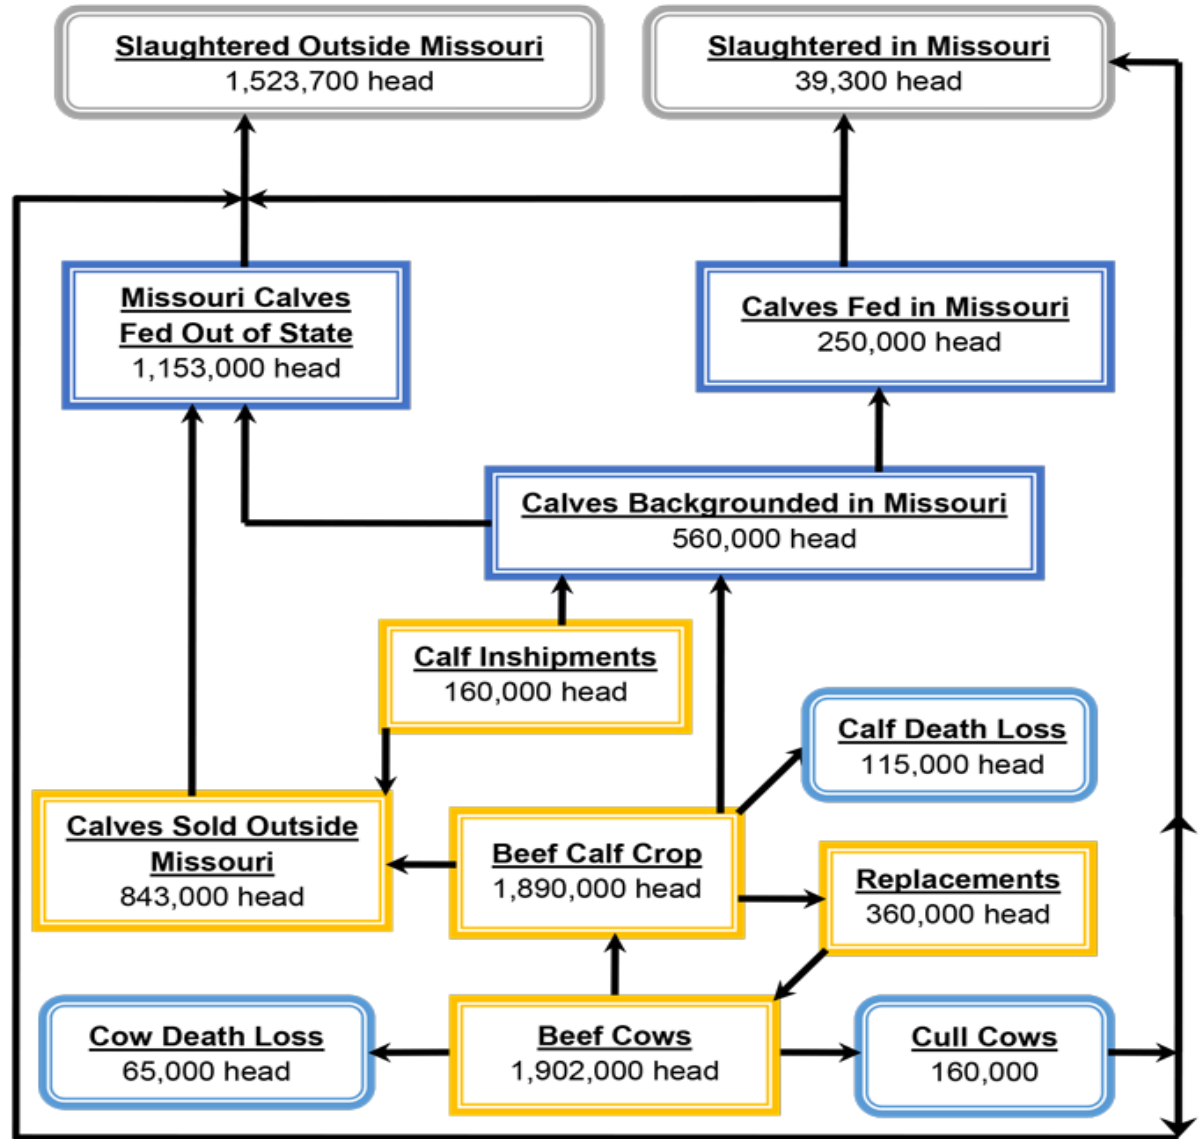 Slaughtered Outside Missouri
1,523,700 head
Slaughtered in Missouri
39,300 head
Missouri Calves
Fed Out of State
1,153,000 head
Calves Fed in Missouri
250,000 head
Calves Backgrounded in Missouri
560,000 head
Calf Inshipments
160,000 head
Calf Death Loss
115,000 head
Calves Sold Outside
Missouri
843,000 head
Beef Calf Crop
1,890,000 head
Replacements
360,000 head
Cow Death Loss
65,000 head
Beef Cows
1,902,000 head
Cull Cows
160,000